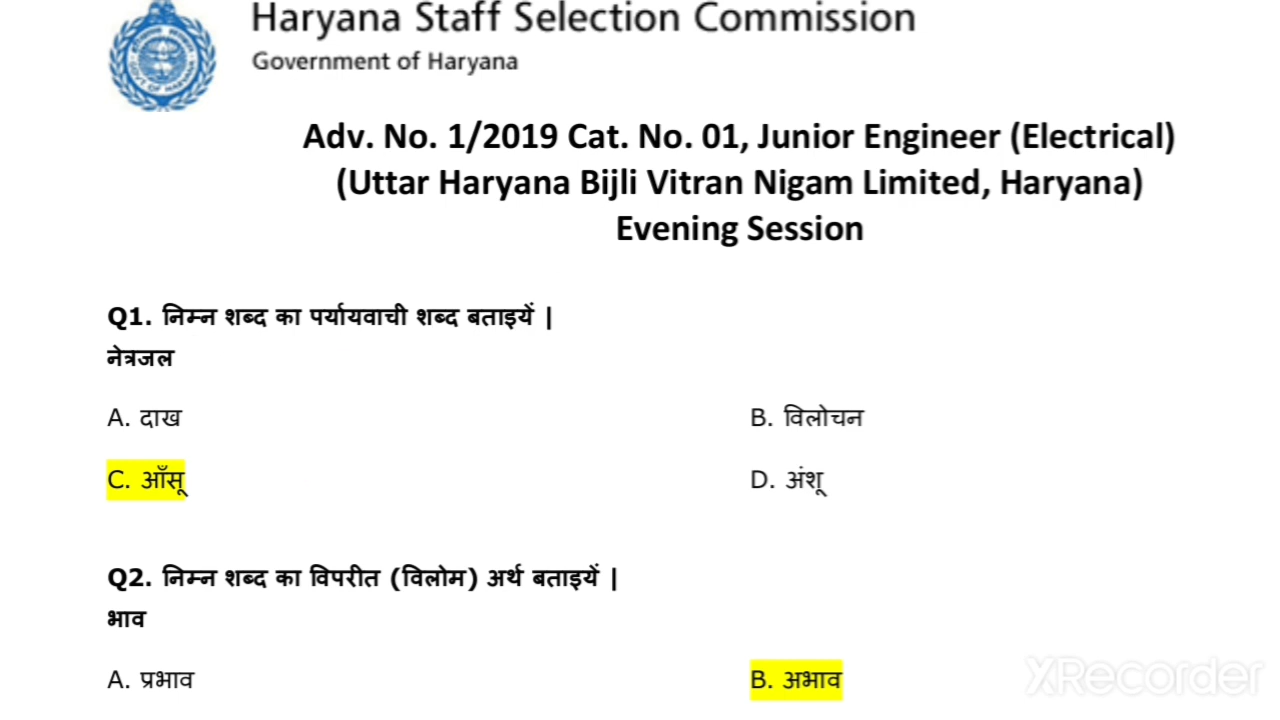 Haryana Staff Selection Commission
Government of Haryana
Adv. No. 1/2019 Cat. No. 01, Junior Engineer (Electrical)
(Uttar Haryana Bijli Vitran Nigam Limited, Haryana)
Evening Session
Q1. निम्न शब्द का पर्यायवाची शब्द बताइयें |
नेत्रजल
A. दाख
B. विलोचन
C. आँसू
D. अंशू
Q2. निम्न शब्द का विपरीत (विलोम) अर्थ बताइयें |
भाव
A. प्रभाव
B. अभाव
XRecorder